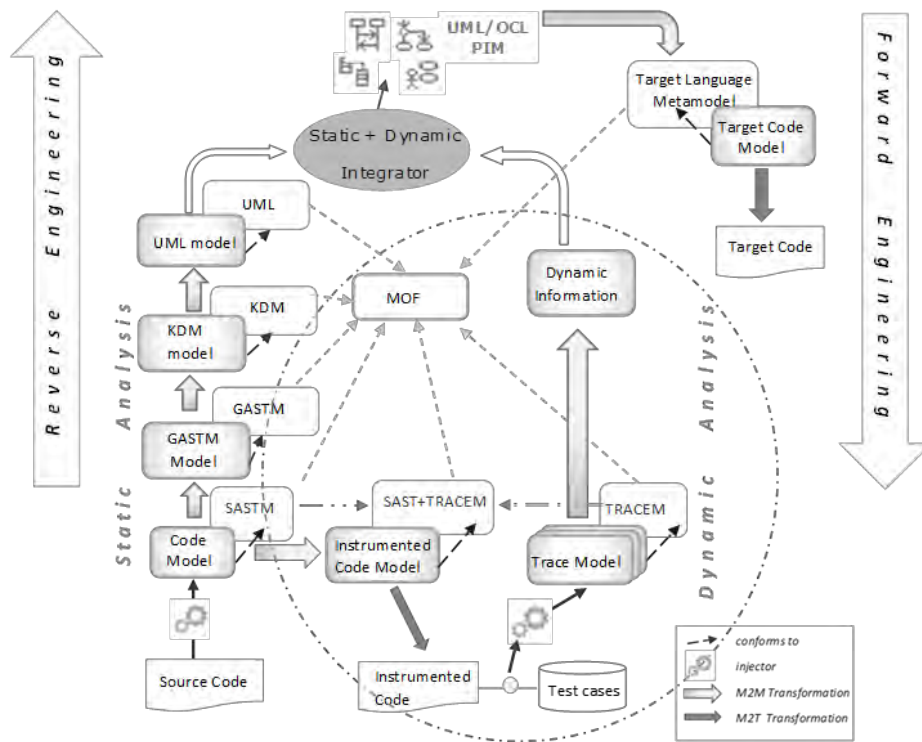 UML/OCL
PIM
Target Language
Metamodel
Target Code
Model
Static + Dynamic
Integrator
UML
UML model
Target Code
Dynamic
Information
MOF
KDM
KDM
model
GASTM
GASTM
Model
SASTM
SAST+TRACEM
TRACEM
Code
Model
Instrumented
Code Model
Trace Model
Source Code
Instrumented
Code
Test cases
Reverse Engineering
Static Analysis
Dynamic Analysis
Forward Engineering
conforms to
injector
M2M Transformation
M2T Transformation